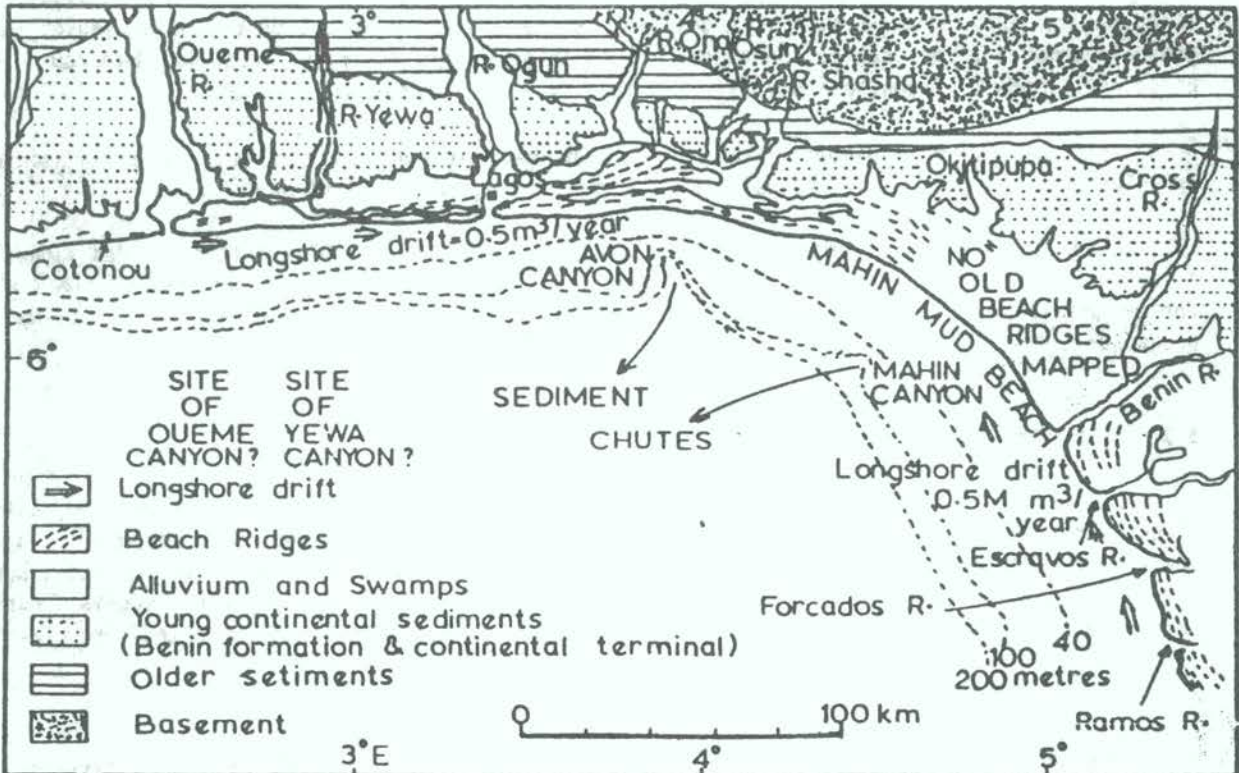 3°
4°
5°
Oueme
R.
R.Yewa
R.Ogun
R.Ona
R.
Osun
R.Shasha
Lagos
Okitipupa
Cross
R.
Cotonou
Longshore drift=0.5m³/year
AVON
CANYON
MAHIN MUD BEACH
NO
OLD
BEACH
RIDGES
MAPPED
6°
SEDIMENT
CHUTES
MAHIN
CANYON
Benin R.
SITE
OF
OUEME
CANYON?
SITE
OF
YEWA
CANYON?
Longshore drift
0.5M m³/
year
Escravos R.
Forcados R.
Ramos R.
40
100
200 metres
Longshore drift
Beach Ridges
Alluvium and Swamps
Young continental sediments
(Benin formation & continental terminal)
Older setiments
Basement
0
100 km
3°E
4°
5°